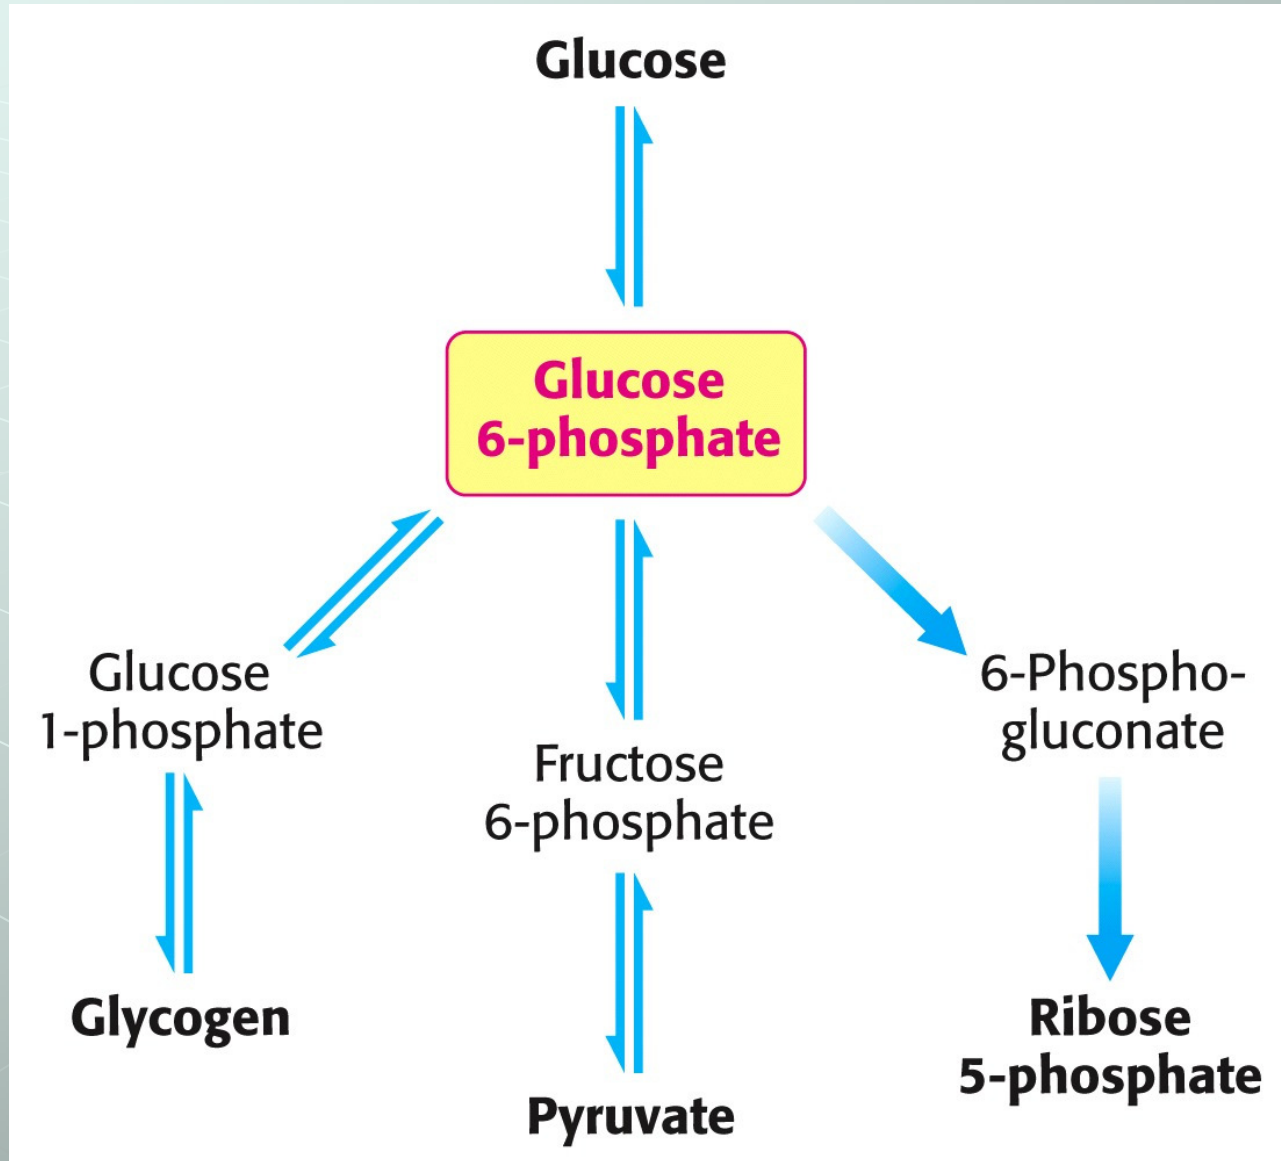 Glucose
Glucose
6-phosphate
Glucose
1-phosphate
Fructose
6-phosphate
6-Phospho-
gluconate
Glycogen
Pyruvate
Ribose
5-phosphate